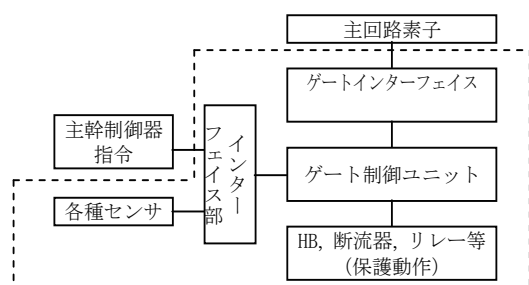 主回路素子
ゲートインターフェイス
主幹制御器
指令
インター
フェイス部
ゲート制御ユニット
各種センサ
HB, 断流器, リレー等
(保護動作)